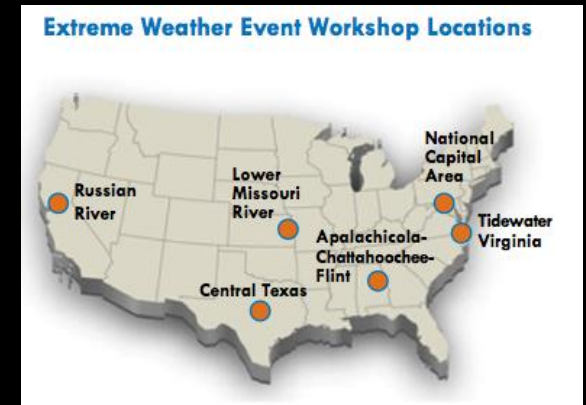 Extreme Weather Event Workshop Locations
National
Capital
Area
Russian
River
Lower
Missouri
River
Tidewater
Virginia
Apalachicola-
Chattahoochee-
Flint
Central Texas